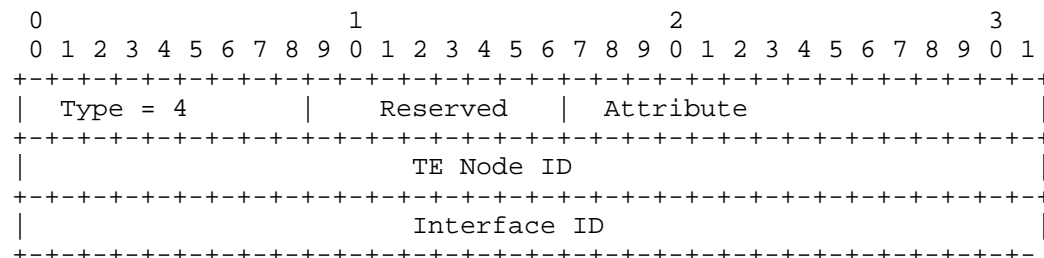 0                   1                   2                   3
0 1 2 3 4 5 6 7 8 9 0 1 2 3 4 5 6 7 8 9 0 1 2 3 4 5 6 7 8 9 0 1
+-+-+-+-+-+-+-+-+-+-+-+-+-+-+-+-+-+-+-+-+-+-+-+-+-+-+-+-+-+-+-+-+
|  Type = 4       |    Reserved   |  Attribute                  |
+-+-+-+-+-+-+-+-+-+-+-+-+-+-+-+-+-+-+-+-+-+-+-+-+-+-+-+-+-+-+-+-+
|                        TE Node ID                             |
+-+-+-+-+-+-+-+-+-+-+-+-+-+-+-+-+-+-+-+-+-+-+-+-+-+-+-+-+-+-+-+-+
|                        Interface ID                           |
+-+-+-+-+-+-+-+-+-+-+-+-+-+-+-+-+-+-+-+-+-+-+-+-+-+-+-+-+-+-+-+-